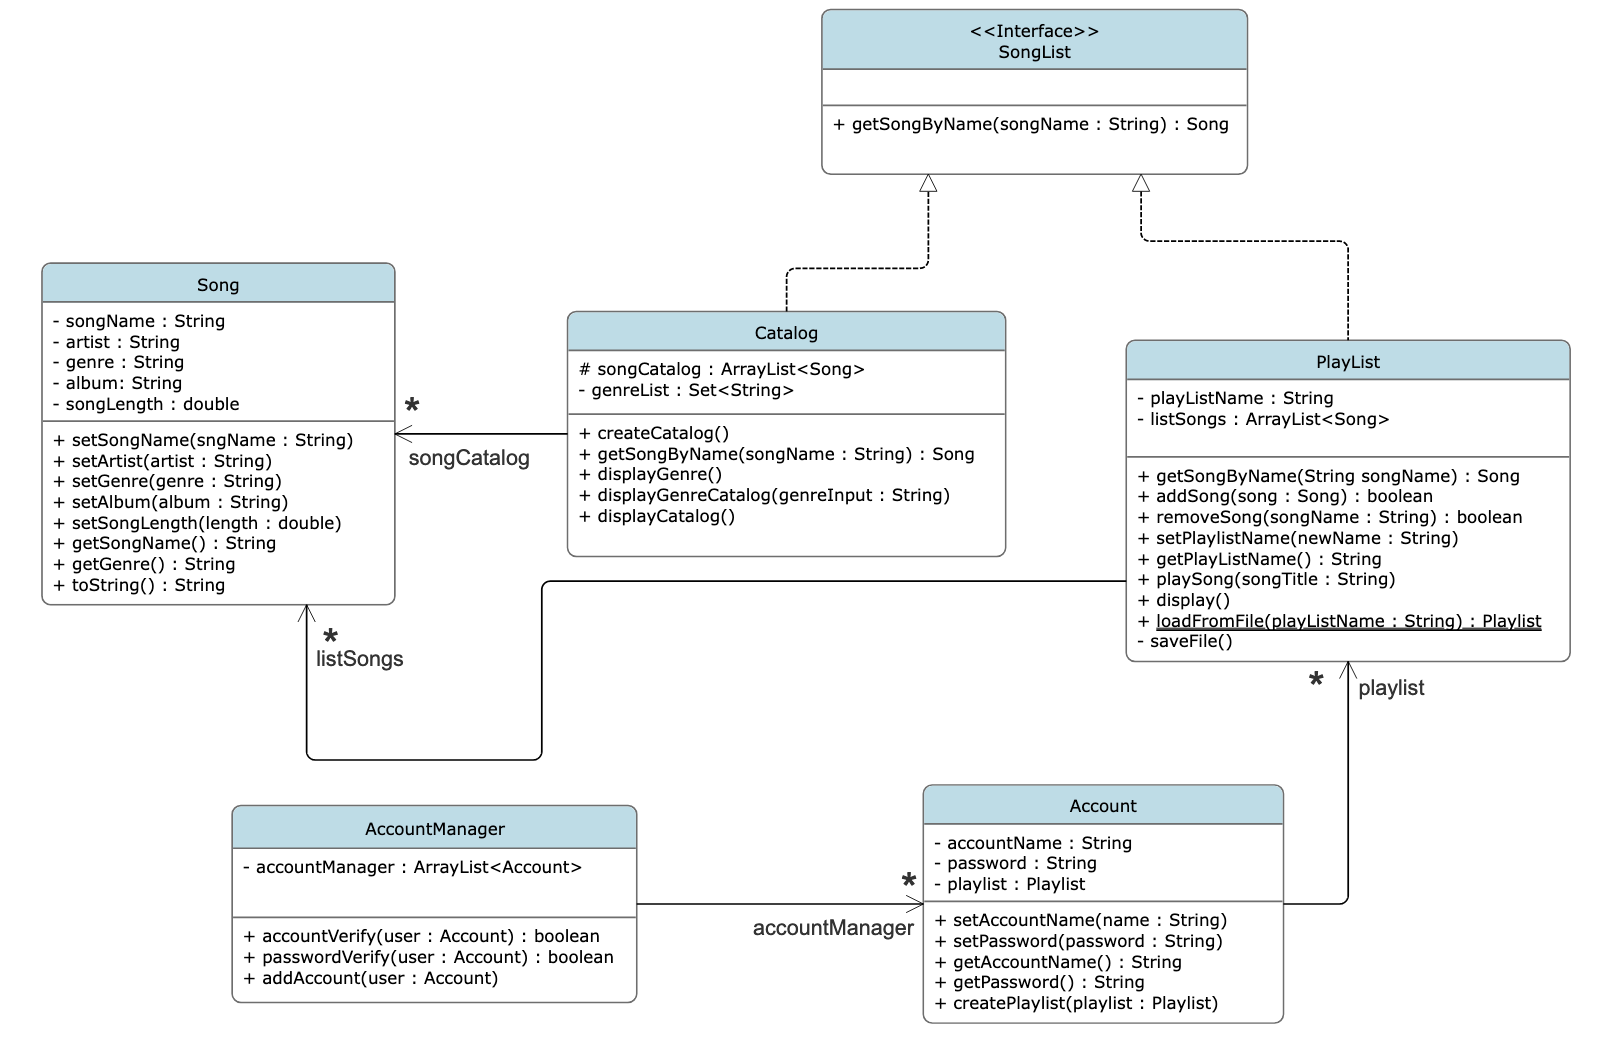 <<Interface>>
SongList
+ getSongByName(songName : String) : Song
Song
- songName : String
- artist : String
- genre : String
- album: String
- songLength : double
+ setSongName(sngName : String)
+ setArtist(artist : String)
+ setGenre(genre : String)
+ setAlbum(album : String)
+ setSongLength(length : double)
+ getSongName() : String
+ getGenre() : String
+ toString() : String
*
songCatalog
Catalog
# songCatalog : ArrayList<Song>
- genreList : Set<String>
+ createCatalog()
+ getSongByName(songName : String) : Song
+ displayGenre()
+ displayGenreCatalog(genreInput : String)
+ displayCatalog()
PlayList
- playListName : String
- listSongs : ArrayList<Song>
+ getSongByName(String songName) : Song
+ addSong(song : Song) : boolean
+ removeSong(songName : String) : boolean
+ setPlaylistName(newName : String)
+ getPlayListName() : String
+ playSong(songTitle : String)
+ display()
+ loadFromFile(playListName : String) : Playlist
- saveFile()
*
listSongs
*
playlist
AccountManager
- accountManager : ArrayList<Account>
+ accountVerify(user : Account) : boolean
+ passwordVerify(user : Account) : boolean
+ addAccount(user : Account)
*
accountManager
Account
- accountName : String
- password : String
- playlist : Playlist
+ setAccountName(name : String)
+ setPassword(password : String)
+ getAccountName() : String
+ getPassword() : String
+ createPlaylist(playlist : Playlist)